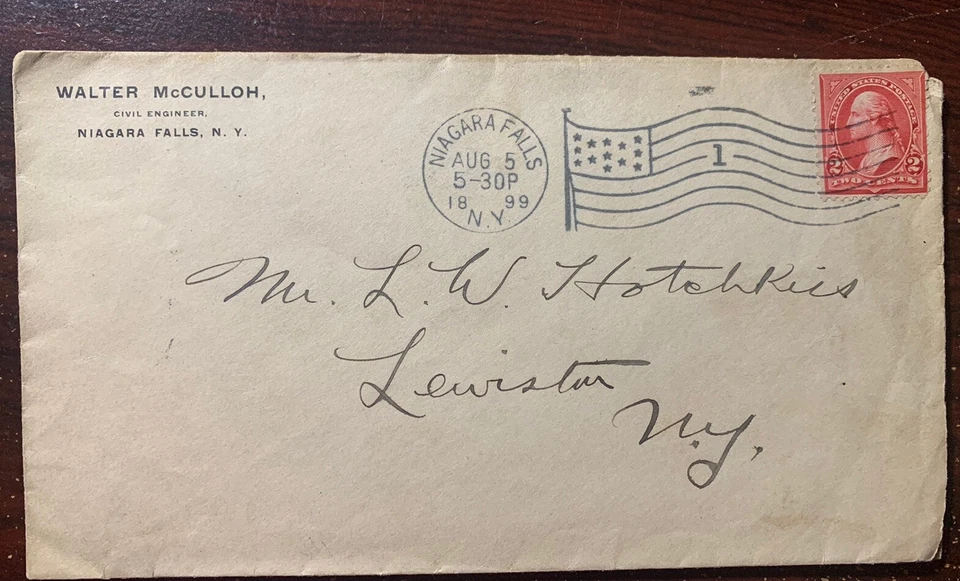 WALTER McCULLOH,
CIVIL ENGINEER,
NIAGARA FALLS, N. Y.
NIAGARA FALLS
AUG 5
5-30P
18 99
N.Y.
1
UNITED STATES POSTAGE
2 2
TWO CENTS
Mr. L. W. Hotchkiss
Lewiston
N.Y.